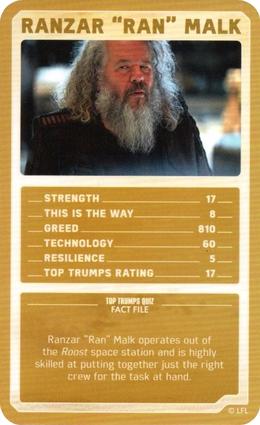 RANZAR "RAN" MALK
STRENGTH 17
THIS IS THE WAY 8
GREED 810
TECHNOLOGY 60
RESILIENCE 5
TOP TRUMPS RATING 17
TOP TRUMPS QUIZ
FACT FILE
Ranzar "Ran" Malk operates out of
the Roost space station and is highly
skilled at putting together just the right
crew for the task at hand.
© LFL